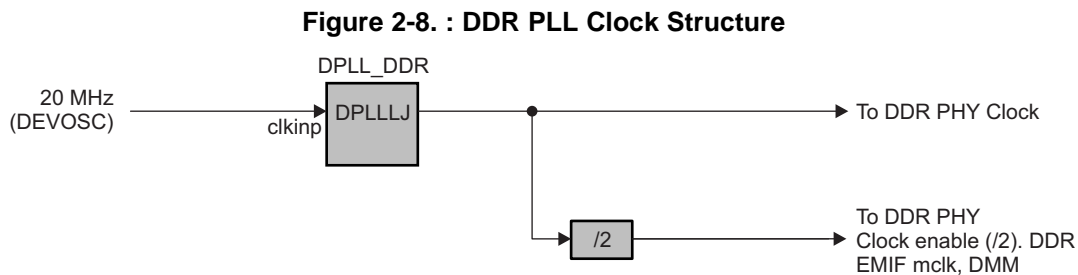 Figure 2-8. : DDR PLL Clock Structure
DPLL_DDR
20 MHz
(DEVOSC)
clkinp
DPLLLJ
To DDR PHY Clock
/2
To DDR PHY
Clock enable (/2). DDR
EMIF mclk, DMM